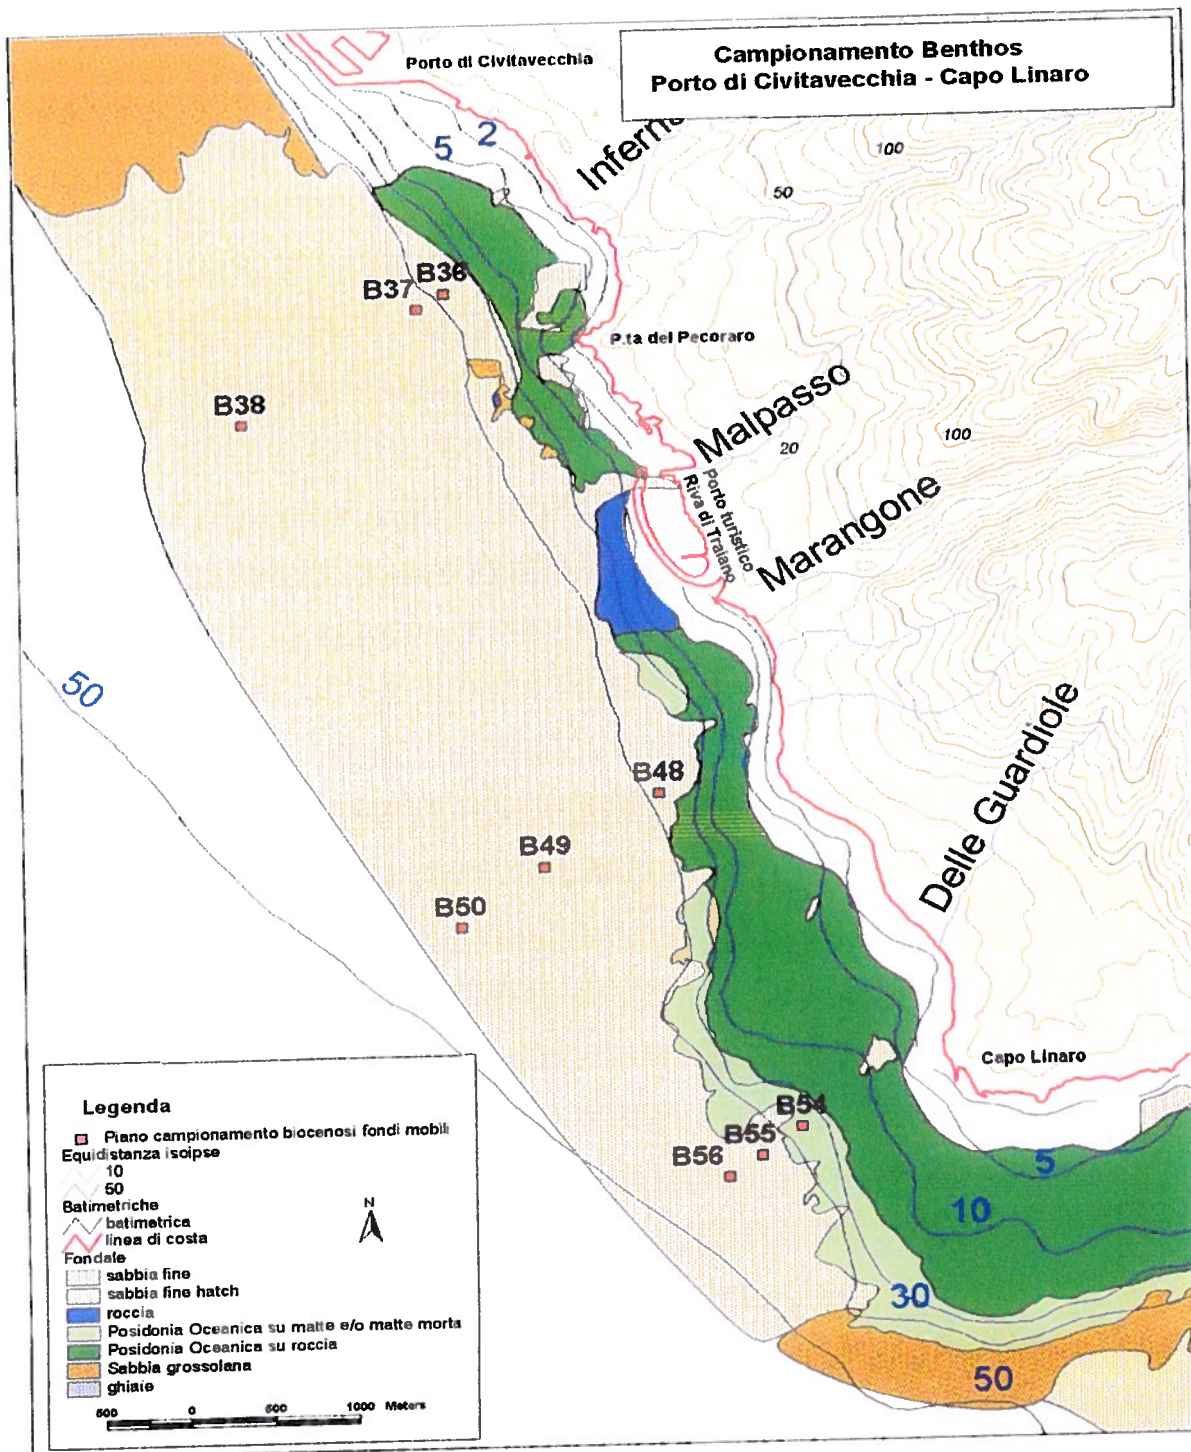 Campionamento Benthos
Porto di Civitavecchia - Capo Linaro
Porto di Civitavecchia
5
2
100
50
B36
B37
P.ta del Pecoraro
B38
Malpasso
20
100
Porto turistico
Riva di Traiano
Marangone
50
Delle Guardiole
B48
B49
B50
Capo Linaro
B54
B55
B56
5
10
30
50
Legenda
Piano campionamento biocenosi fondi mobili
Equidistanza isoipse
10
50
Batimetriche
batimetrica
linea di costa
Fondale
sabbia fine
sabbia fine hatch
roccia
Posidonia Oceanica su matte e/o matte morta
Posidonia Oceanica su roccia
Sabbia grossolana
ghiaie
N
500 0 500 1000 Meters